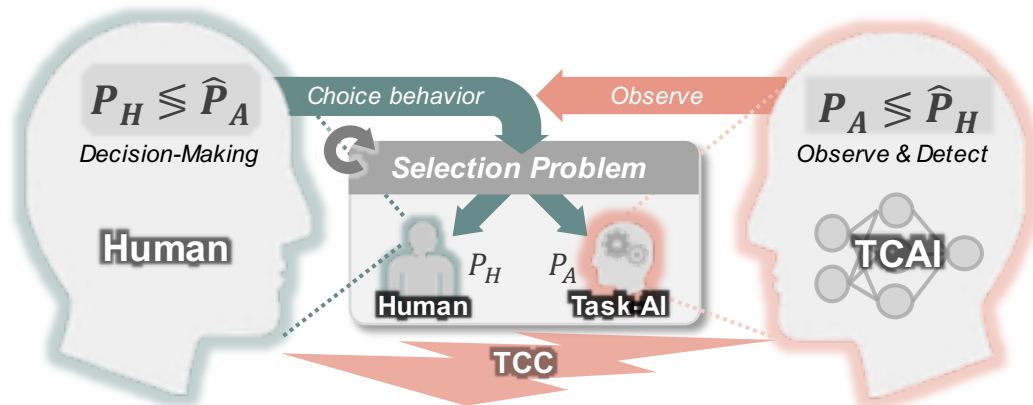 P_H ≶ P̂_A
Decision-Making
Human
Choice behavior
Observe
Selection Problem
P_H
P_A
Human
Task-AI
TCC
P_A ≶ P̂_H
Observe & Detect
TCAI